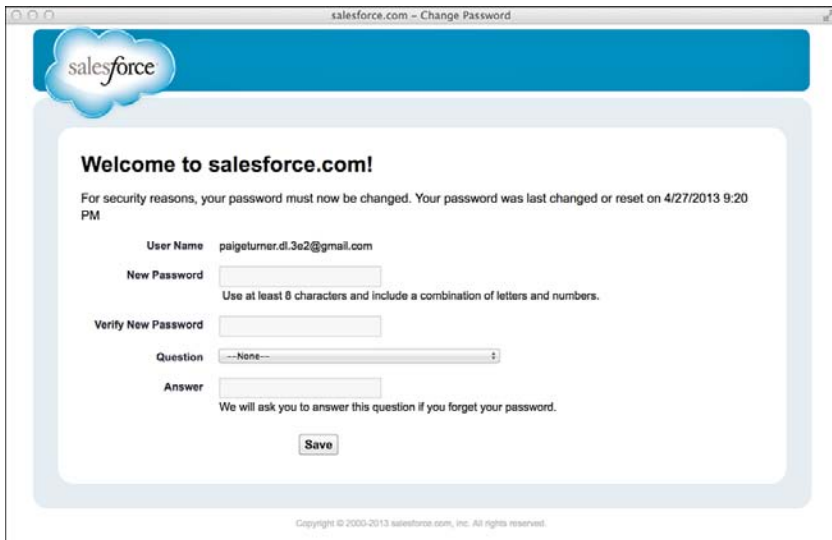 salesforce.com – Change Password
salesforce
Welcome to salesforce.com!
For security reasons, your password must now be changed. Your password was last changed or reset on 4/27/2013 9:20
PM
User Name paigeturner.dl.3e2@gmail.com
New Password
Use at least 8 characters and include a combination of letters and numbers.
Verify New Password
Question --None--
Answer
We will ask you to answer this question if you forget your password.
Save
Copyright © 2000-2013 salesforce.com, inc. All rights reserved.